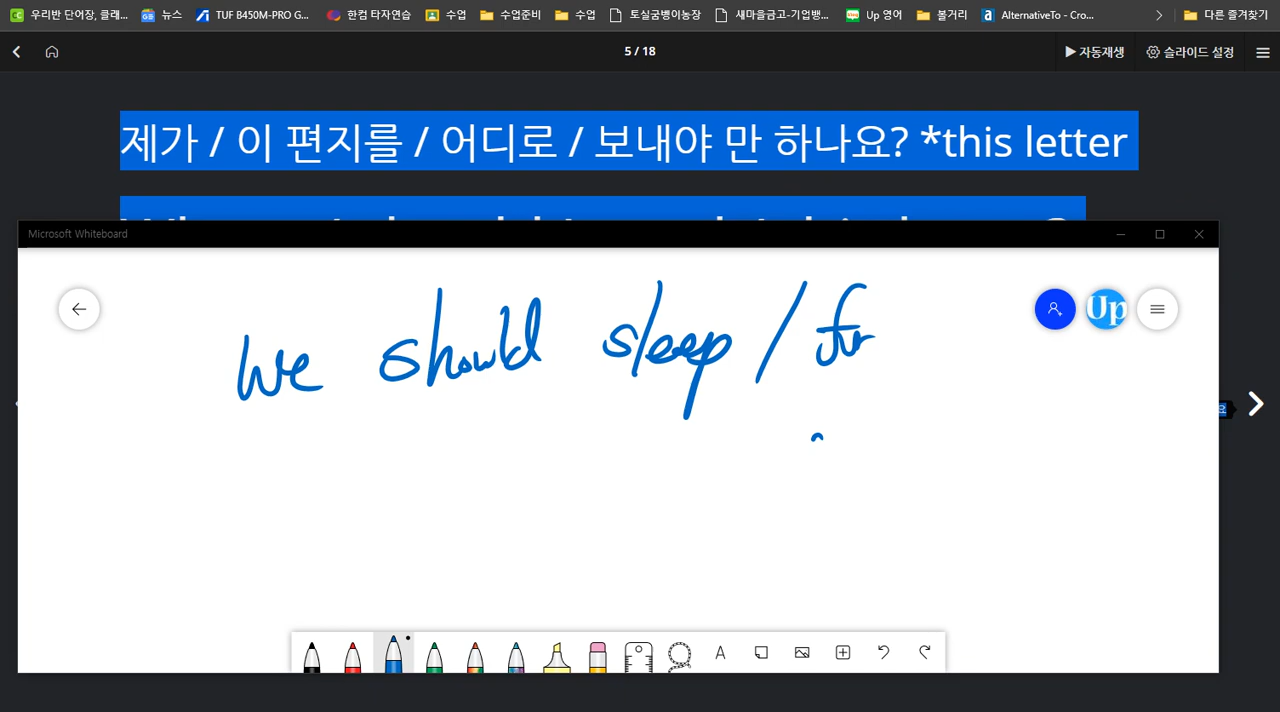 우리반 단어장, 클래... 뉴스 TUF B450M-PRO G... 한컴 타자연습 수업 수업준비 수업 토실굼벵이농장 새마을금고-기업뱅... Up 영어 볼거리 AlternativeTo - Cro... 다른 즐겨찾기
5 / 18 자동재생 슬라이드 설정
제가 / 이 편지를 / 어디로 / 보내야 만 하나요? *this letter
Microsoft Whiteboard
We should sleep / for
Up
요
A